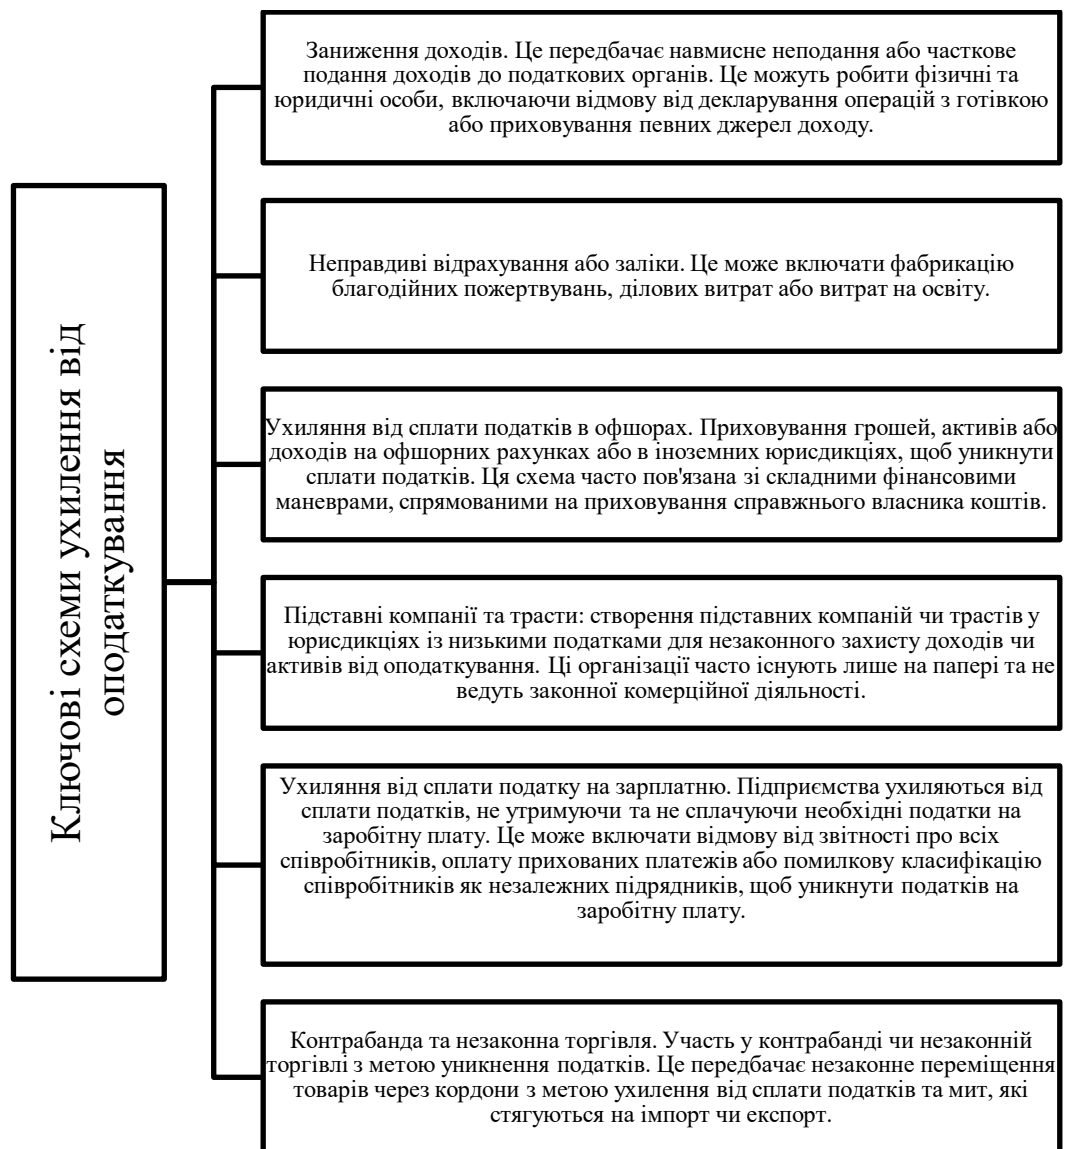 Ключові схеми ухилення від
оподаткування
Заниження доходів. Це передбачає навмисне неподання або часткове
подання доходів до податкових органів. Це можуть робити фізичні та
юридичні особи, включаючи відмову від декларування операцій з готівкою
або приховування певних джерел доходу.
Неправдиві відрахування або заліки. Це може включати фабрикацію
благодійних пожертвувань, ділових витрат або витрат на освіту.
Ухиляння від сплати податків в офшорах. Приховування грошей, активів або
доходів на офшорних рахунках або в іноземних юрисдикціях, щоб уникнути
сплати податків. Ця схема часто пов'язана зі складними фінансовими
маневрами, спрямованими на приховування справжнього власника коштів.
Підставні компанії та трасти: створення підставних компаній чи трастів у
юрисдикціях із низькими податками для незаконного захисту доходів чи
активів від оподаткування. Ці організації часто існують лише на папері та не
ведуть законної комерційної діяльності.
Ухиляння від сплати податку на зарплатню. Підприємства ухиляються від
сплати податків, не утримуючи та не сплачуючи необхідні податки на
заробітну плату. Це може включати відмову від звітності про всіх
співробітників, оплату прихованих платежів або помилкову класифікацію
співробітників як незалежних підрядників, щоб уникнути податків на
заробітну плату.
Контрабанда та незаконна торгівля. Участь у контрабанді чи незаконній
торгівлі з метою уникнення податків. Це передбачає незаконне переміщення
товарів через кордони з метою ухилення від сплати податків та мит, які
стягуються на імпорт чи експорт.